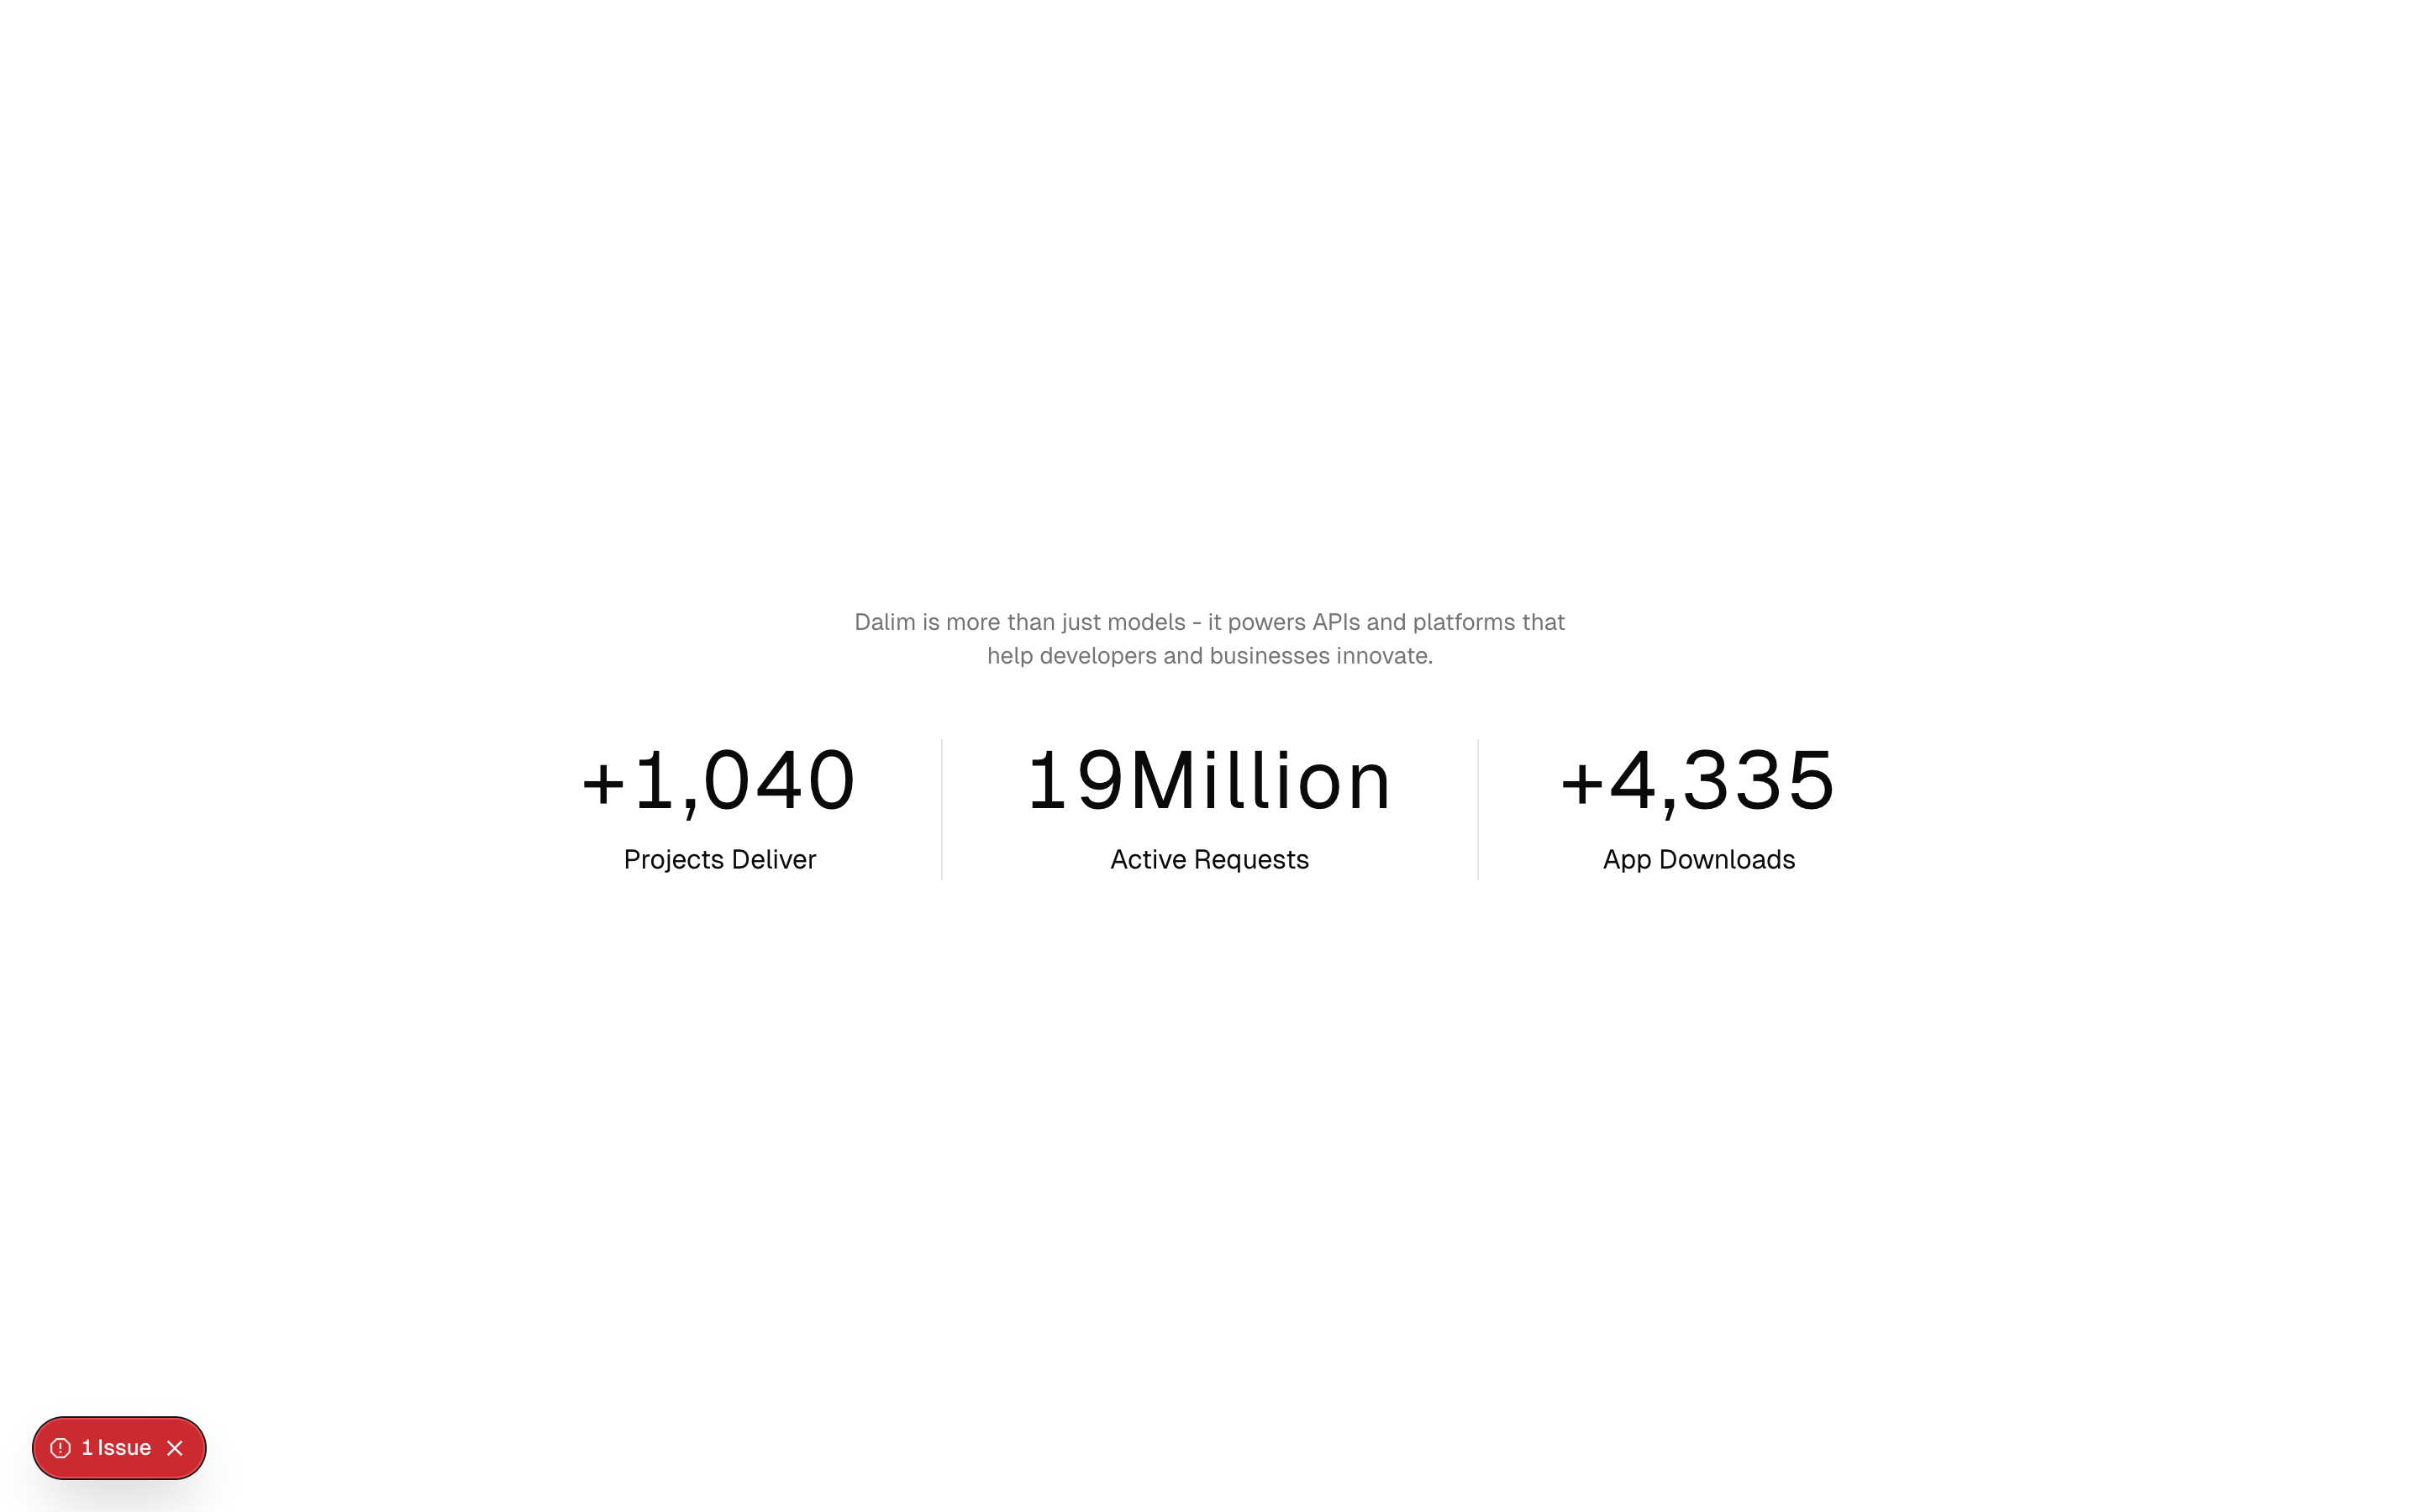 Dalim is more than just models - it powers APIs and platforms that
help developers and businesses innovate.
+1,040
Projects Deliver
19Million
Active Requests
+4,335
App Downloads
1 Issue